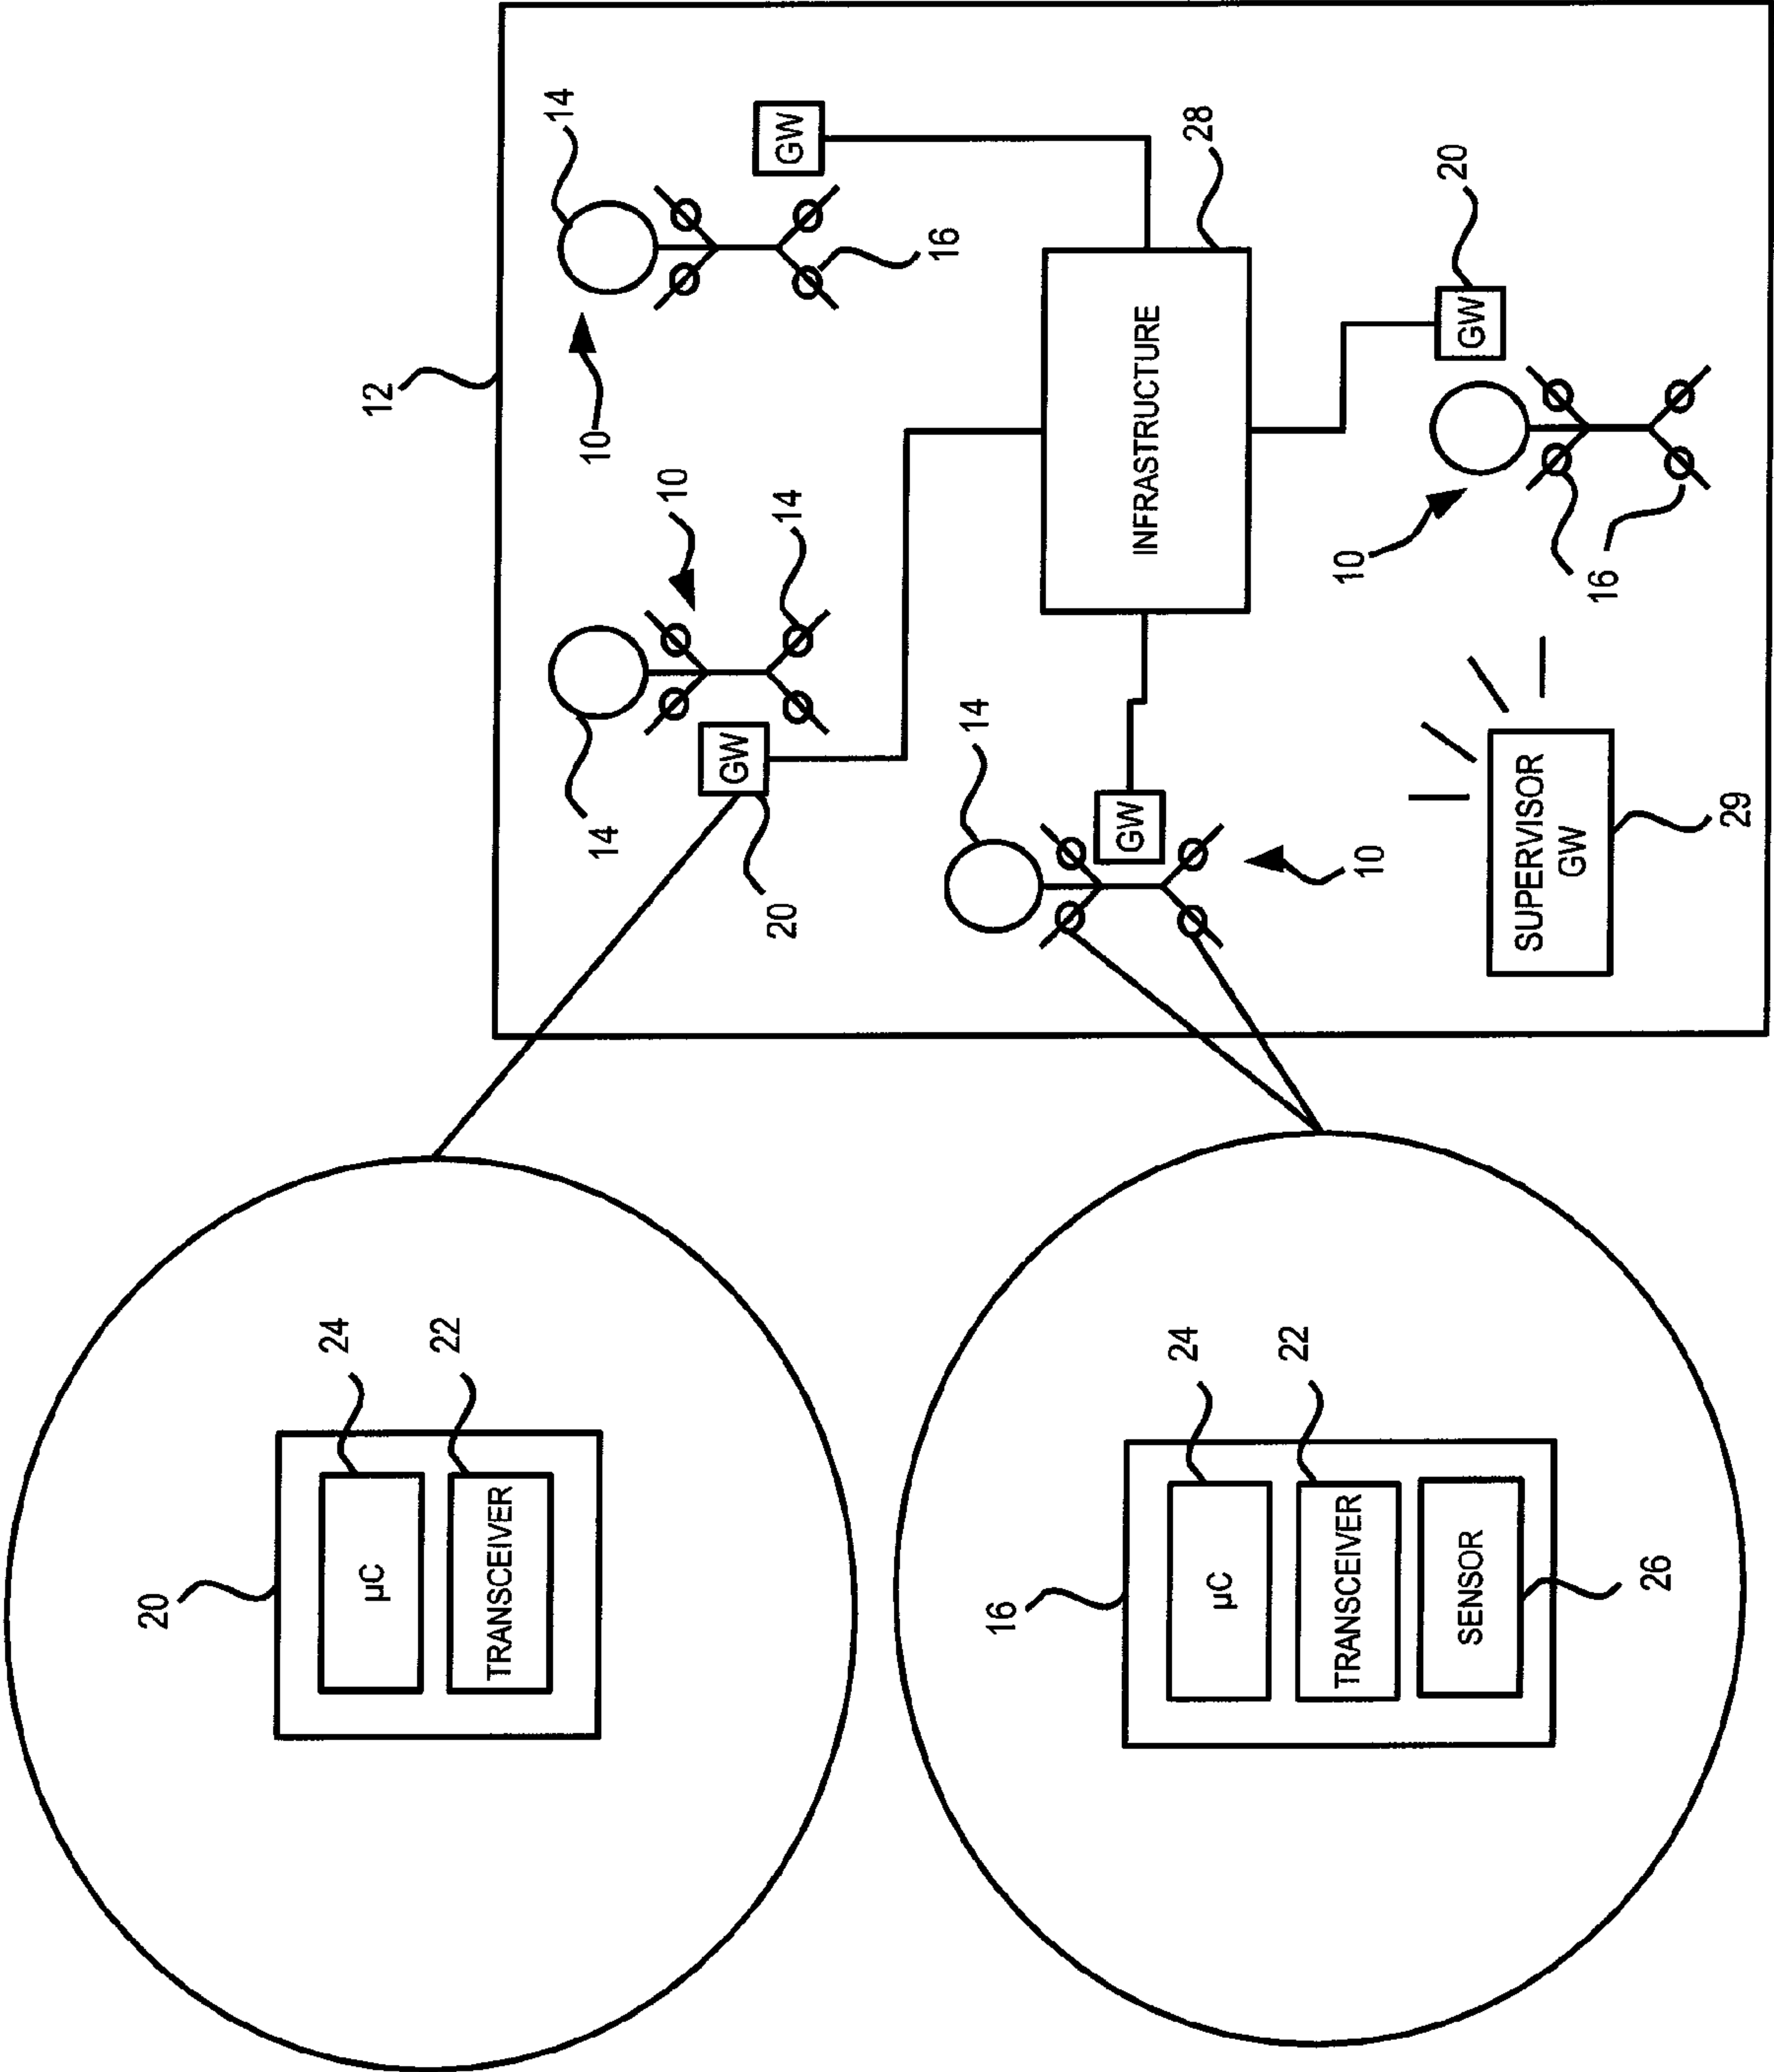 20
24
µC
22
TRANSCEIVER
16
24
µC
22
TRANSCEIVER
SENSOR
26
12
14
10
14
10
GW
14
GW
20
16
14
GW
INFRASTRUCTURE
28
10
10
20
GW
16
SUPERVISOR
GW
29